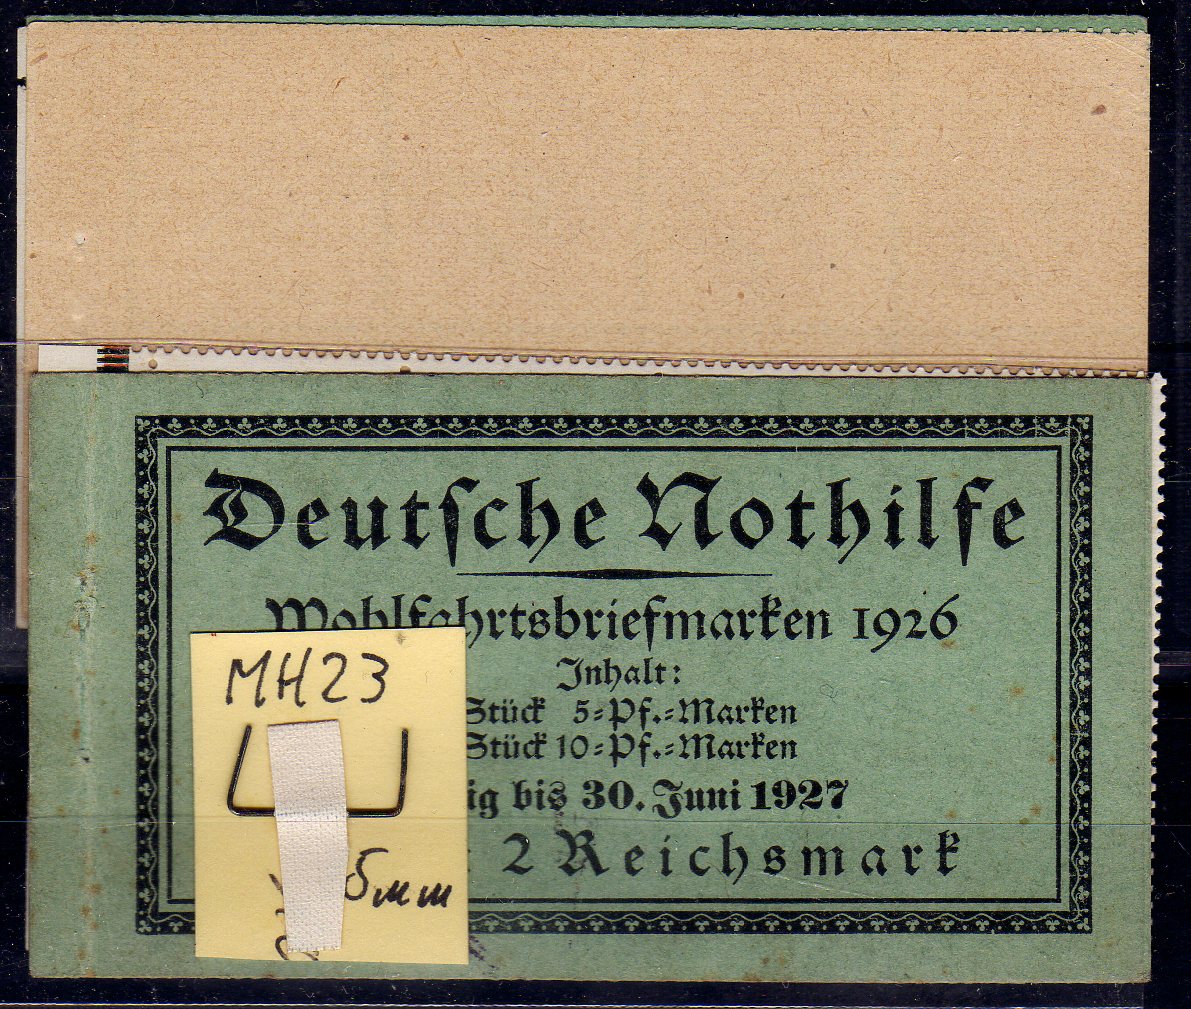 Deutsche Nothilfe
Wohlfahrtsbriefmarken 1926
Inhalt:
Stück 5=Pf.=Marken
Stück 10=Pf.=Marken
bis 30. Juni 1927
2 Reichsmark
MH23
5mm